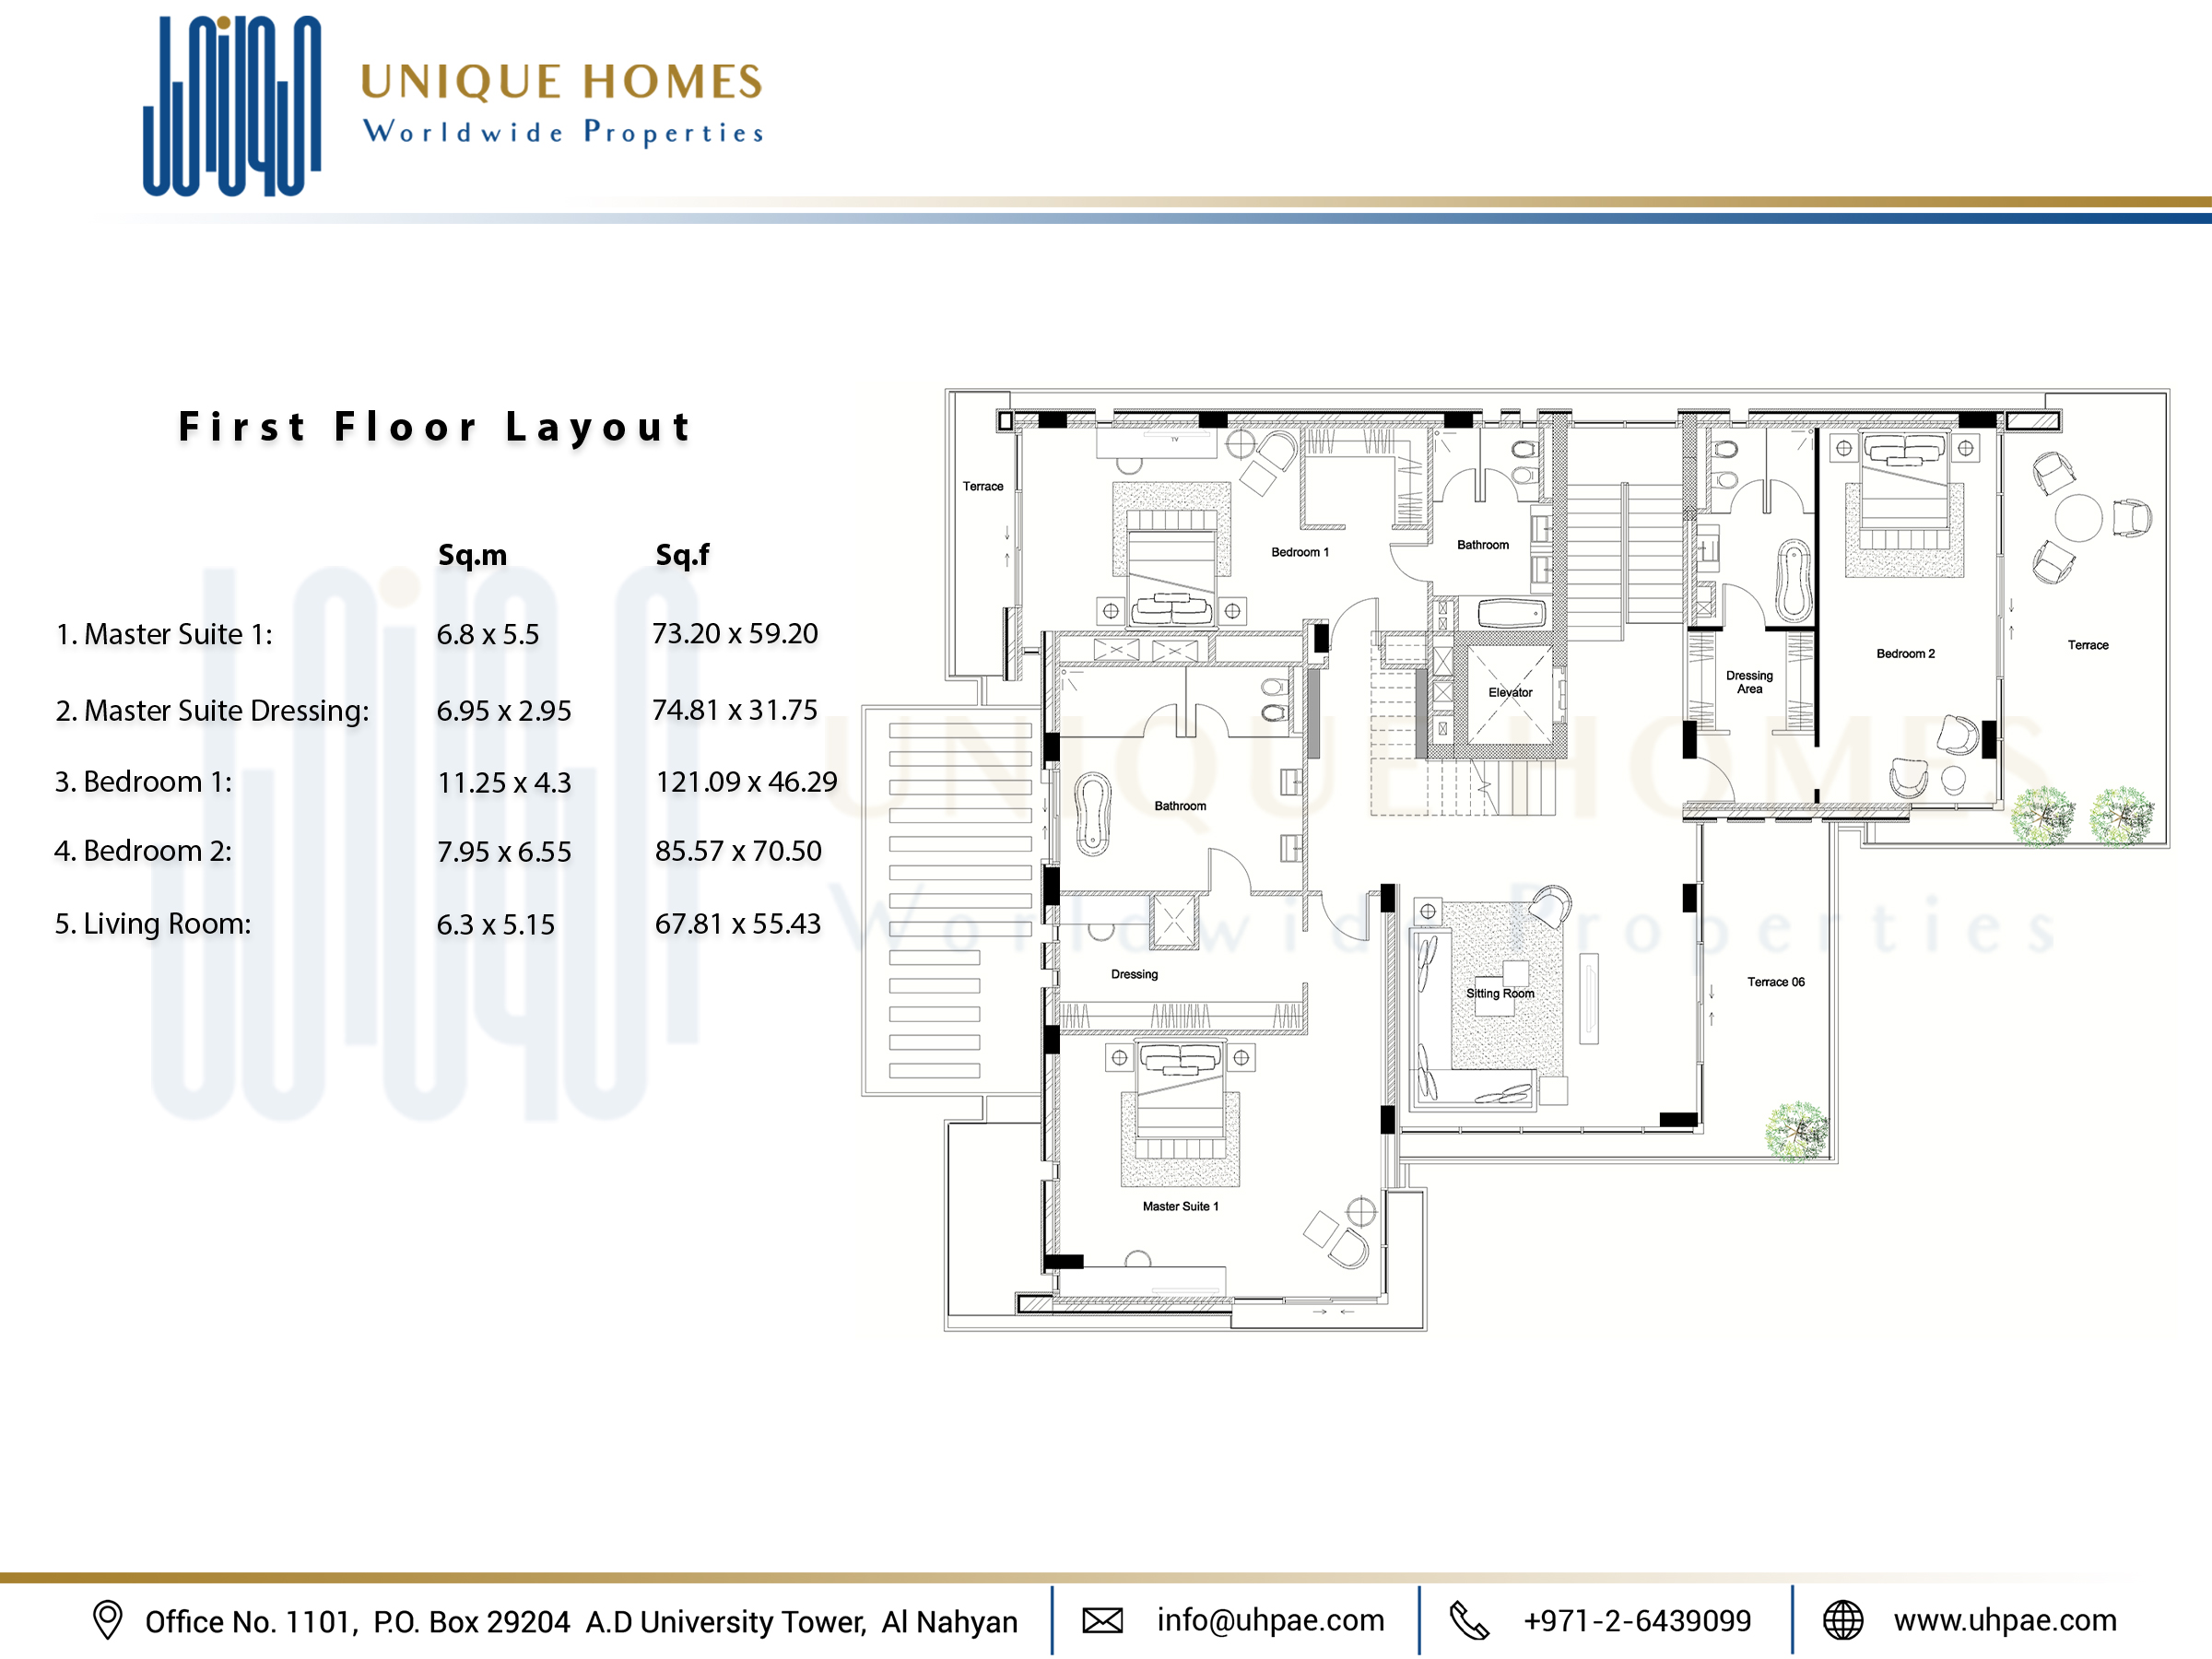 UNIQUE HOMES
Worldwide Properties
First Floor Layout
Sq.m Sq.f
1. Master Suite 1: 6.8 x 5.5 73.20 x 59.20
2. Master Suite Dressing: 6.95 x 2.95 74.81 x 31.75
3. Bedroom 1: 11.25 x 4.3 121.09 x 46.29
4. Bedroom 2: 7.95 x 6.55 85.57 x 70.50
5. Living Room: 6.3 x 5.15 67.81 x 55.43
TV
Terrace
Bedroom 1
Bathroom
Terrace
Bedroom 2
Dressing
Area
Elevator
Bathroom
Dressing
Sitting Room
Terrace 06
Master Suite 1
UNIQUE HOMES
Worldwide Properties
Office No. 1101, P.O. Box 29204 A.D University Tower, Al Nahyan
info@uhpae.com
+971-2-6439099
www.uhpae.com